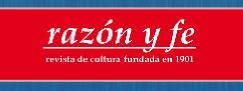 razón y fe
revista de cultura fundada en 1901